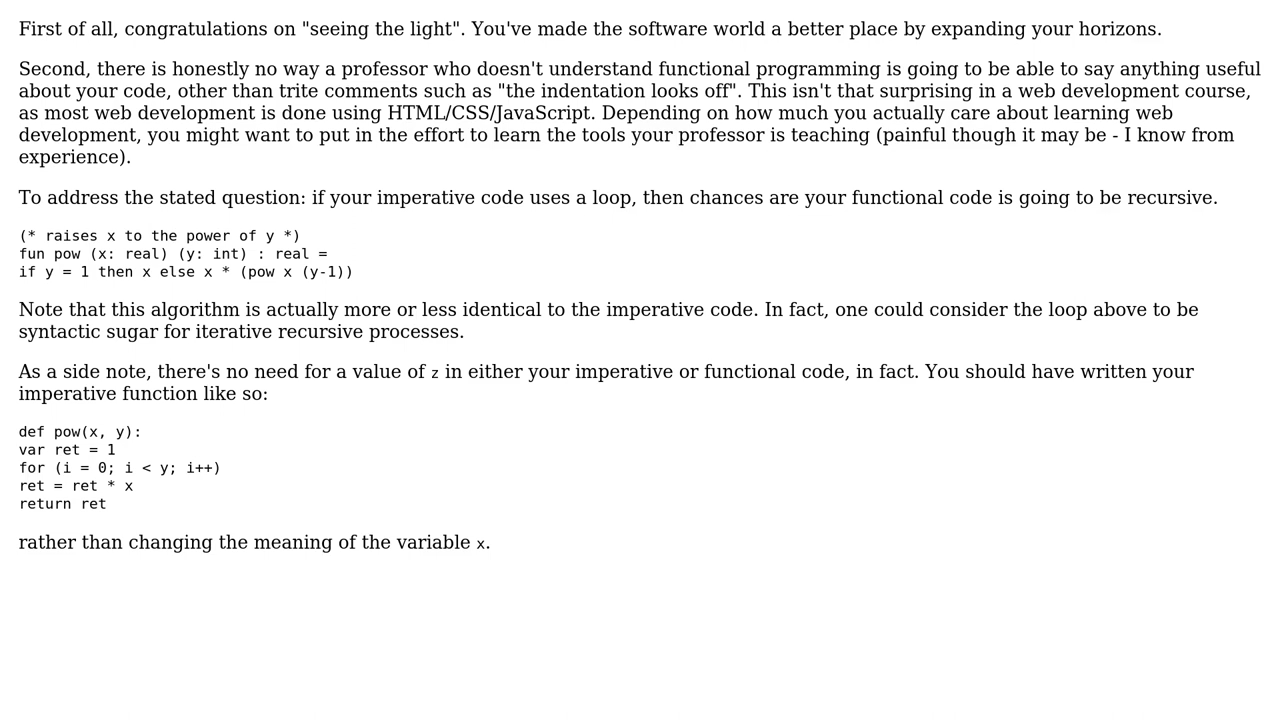 First of all, congratulations on "seeing the light". You've made the software world a better place by expanding your horizons.
Second, there is honestly no way a professor who doesn't understand functional programming is going to be able to say anything useful
about your code, other than trite comments such as "the indentation looks off". This isn't that surprising in a web development course,
as most web development is done using HTML/CSS/JavaScript. Depending on how much you actually care about learning web
development, you might want to put in the effort to learn the tools your professor is teaching (painful though it may be - I know from
experience).
To address the stated question: if your imperative code uses a loop, then chances are your functional code is going to be recursive.
(* raises x to the power of y *)
fun pow (x: real) (y: int) : real =
if y = 1 then x else x * (pow x (y-1))
Note that this algorithm is actually more or less identical to the imperative code. In fact, one could consider the loop above to be
syntactic sugar for iterative recursive processes.
As a side note, there's no need for a value of z in either your imperative or functional code, in fact. You should have written your
imperative function like so:
def pow(x, y):
var ret = 1
for (i = 0; i < y; i++)
ret = ret * x
return ret
rather than changing the meaning of the variable x.